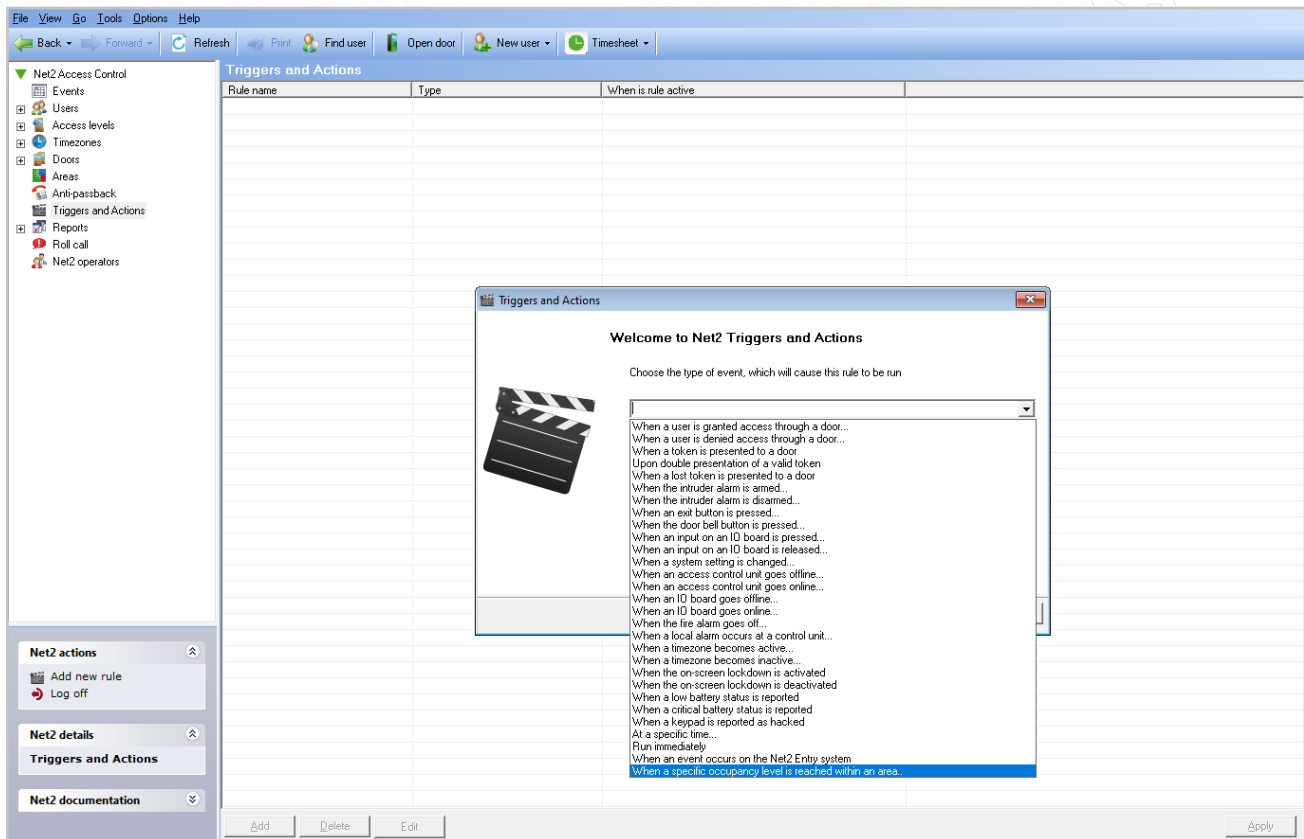 File View Go Tools Options Help
Back Forward Refresh Print Find user Open door New user Timesheet
Net2 Access Control
Events
Users
Access levels
Timezones
Doors
Areas
Anti-passback
Triggers and Actions
Reports
Roll call
Net2 operators
Net2 actions
Add new rule
Log off
Net2 details
Triggers and Actions
Net2 documentation
Triggers and Actions
Rule name Type When is rule active
Triggers and Actions
Welcome to Net2 Triggers and Actions
Choose the type of event, which will cause this rule to be run
When a user is granted access through a door...
When a user is denied access through a door...
When a token is presented to a door
Upon double presentation of a valid token
When a lost token is presented to a door
When the intruder alarm is armed...
When the intruder alarm is disarmed...
When an exit button is pressed...
When the door bell button is pressed...
When an input on an IO board is pressed...
When an input on an IO board is released...
When a system setting is changed...
When an access control unit goes offline...
When an access control unit goes online...
When an IO board goes offline...
When an IO board goes online...
When the fire alarm goes off...
When a local alarm occurs at a control unit...
When a timezone becomes active...
When a timezone becomes inactive...
When the on-screen lockdown is activated
When the on-screen lockdown is deactivated
When a low battery status is reported
When a critical battery status is reported
When a keypad is reported as hacked
At a specific time...
Run immediately
When an event occurs on the Net2 Entry system
When a specific occupancy level is reached within an area..
Add Delete Edit Apply